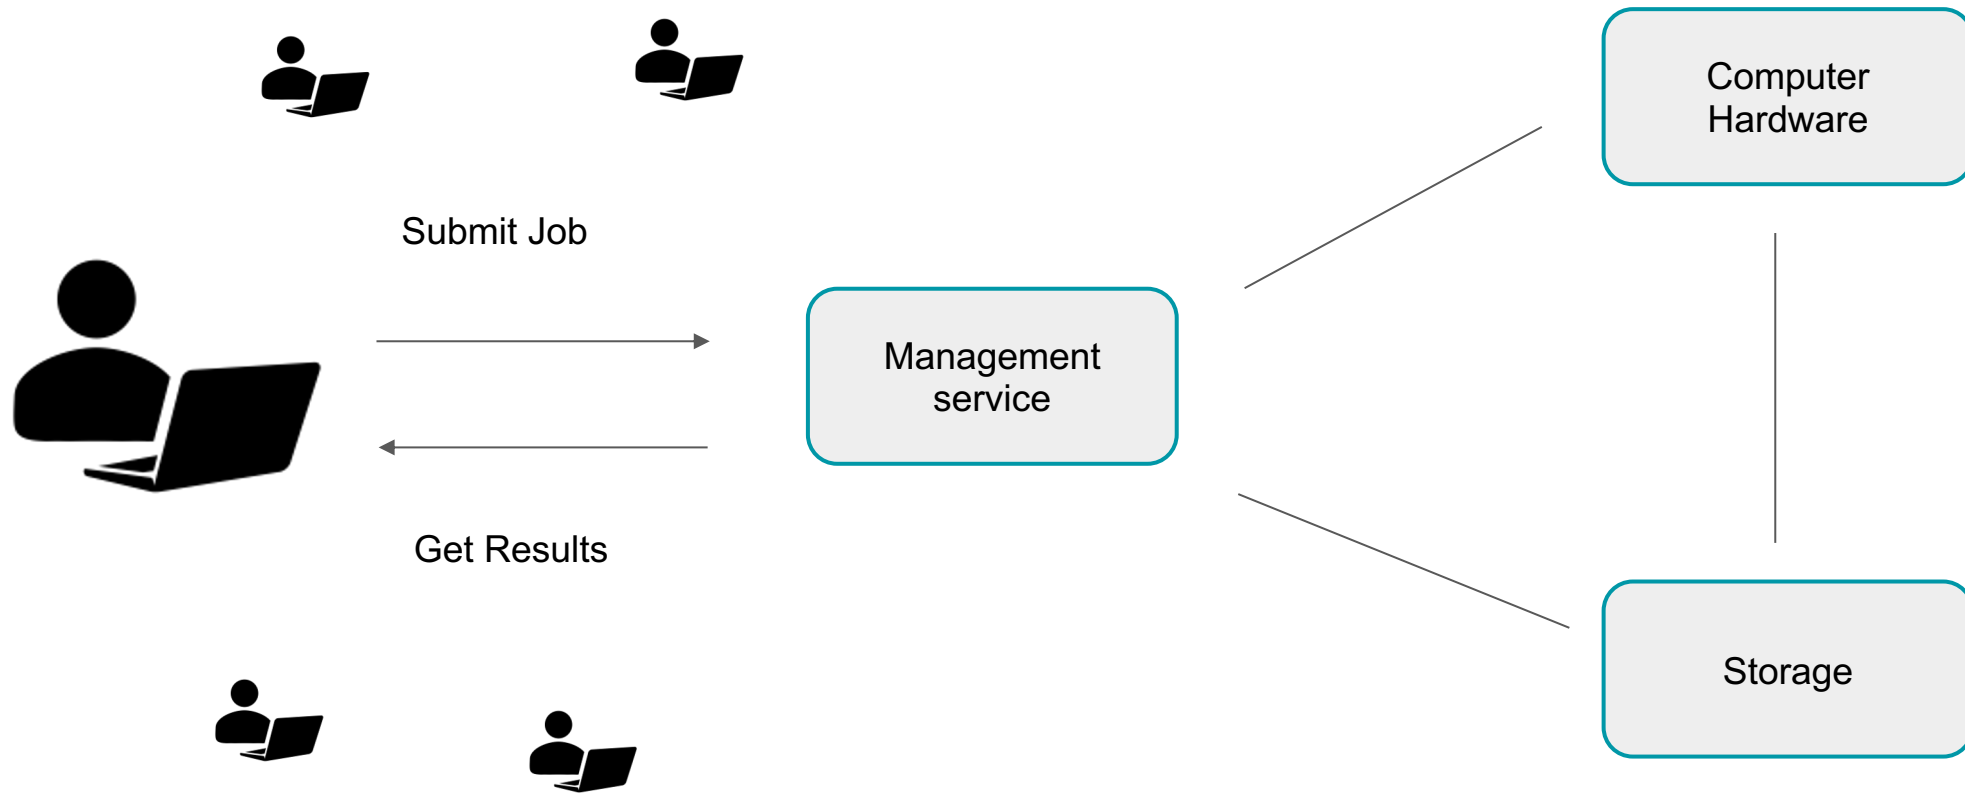 Computer
Hardware
Submit Job
Management
service
Get Results
Storage